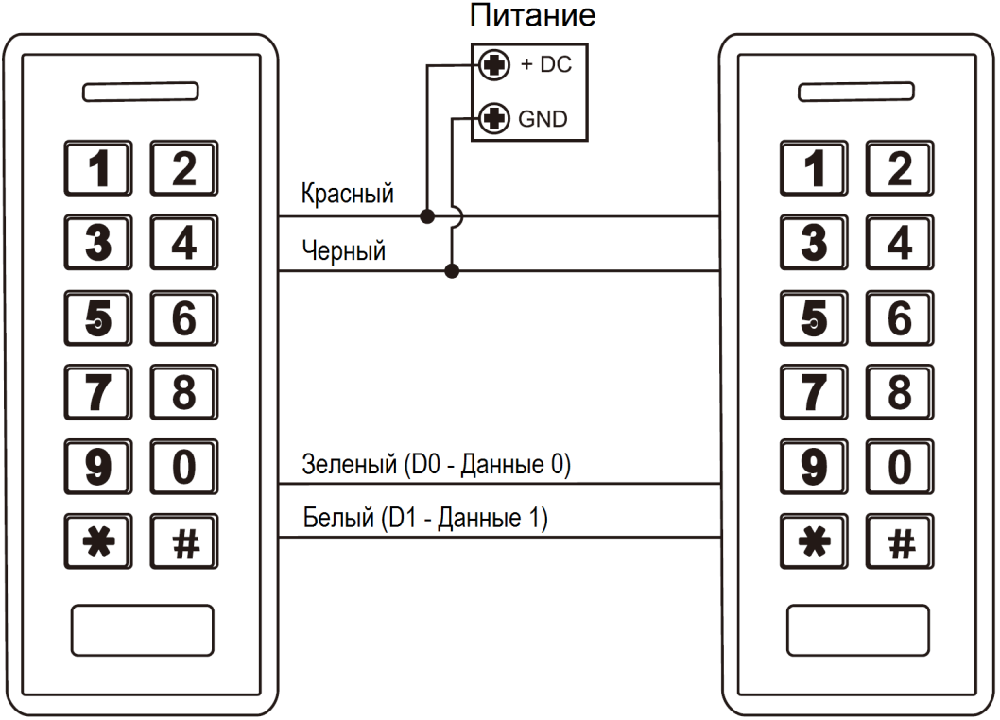 Питание
+ DC
GND
1 2
3 4
5 6
7 8
9 0
* #
Красный
Черный
Зеленый (D0 - Данные 0)
Белый (D1 - Данные 1)
1 2
3 4
5 6
7 8
9 0
* #